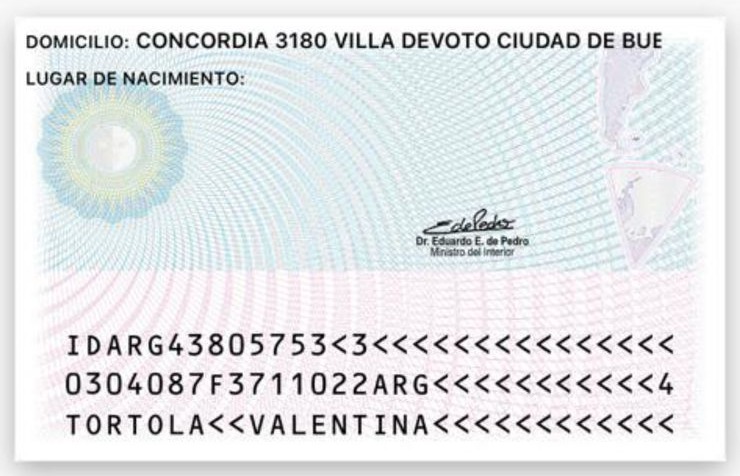 DOMICILIO: CONCORDIA 3180 VILLA DEVOTO CIUDAD DE BUE
LUGAR DE NACIMIENTO:
EdePedro
Dr. Eduardo E. de Pedro
Ministro del Interior
IDARG43805753<3<<<<<<<<<<<<<<<
0304087F3711022ARG<<<<<<<<<<<4
TORTOLA<<VALENTINA<<<<<<<<<<<<